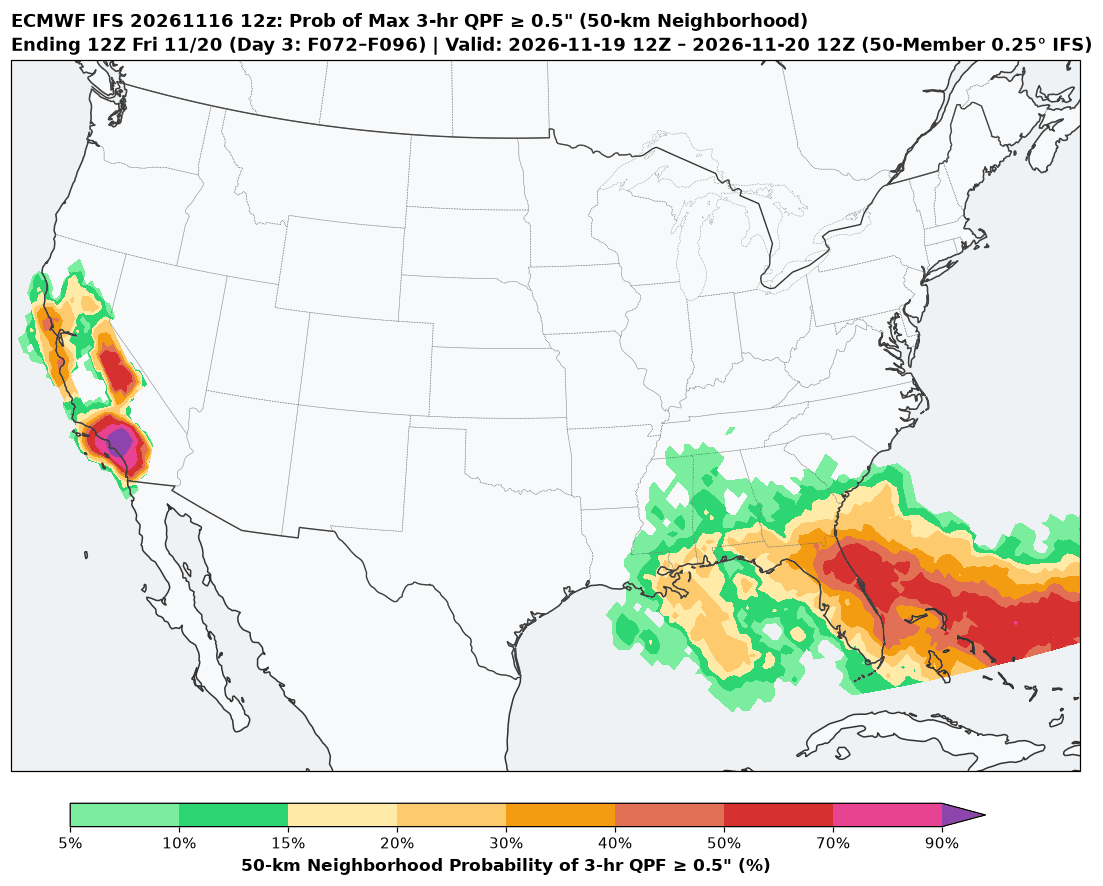 ECMWF IFS 20261116 12z: Prob of Max 3-hr QPF ≥ 0.5" (50-km Neighborhood)
Ending 12Z Fri 11/20 (Day 3: F072–F096) | Valid: 2026-11-19 12Z – 2026-11-20 12Z (50-Member 0.25° IFS)
5% 10% 15% 20% 30% 40% 50% 70% 90%
50-km Neighborhood Probability of 3-hr QPF ≥ 0.5" (%)